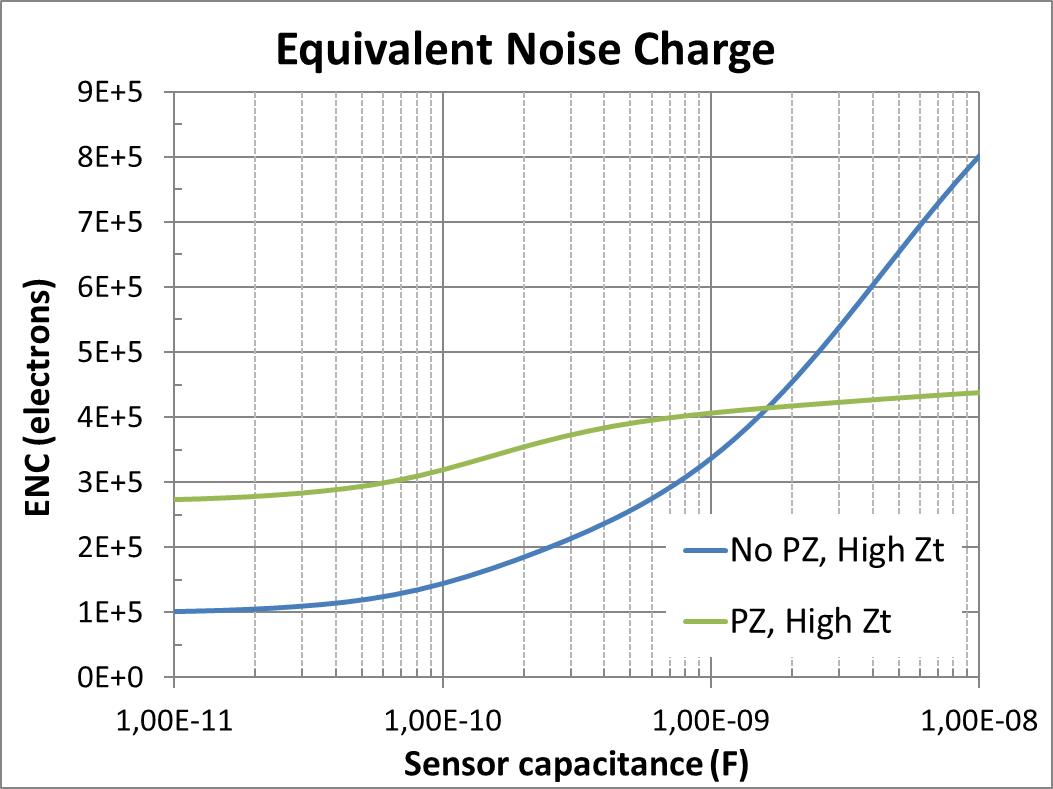 Equivalent Noise Charge
9E+5
8E+5
7E+5
6E+5
5E+5
4E+5
3E+5
2E+5
1E+5
0E+0
ENC (electrons)
No PZ, High Zt
PZ, High Zt
1,00E-11 1,00E-10 1,00E-09 1,00E-08
Sensor capacitance (F)